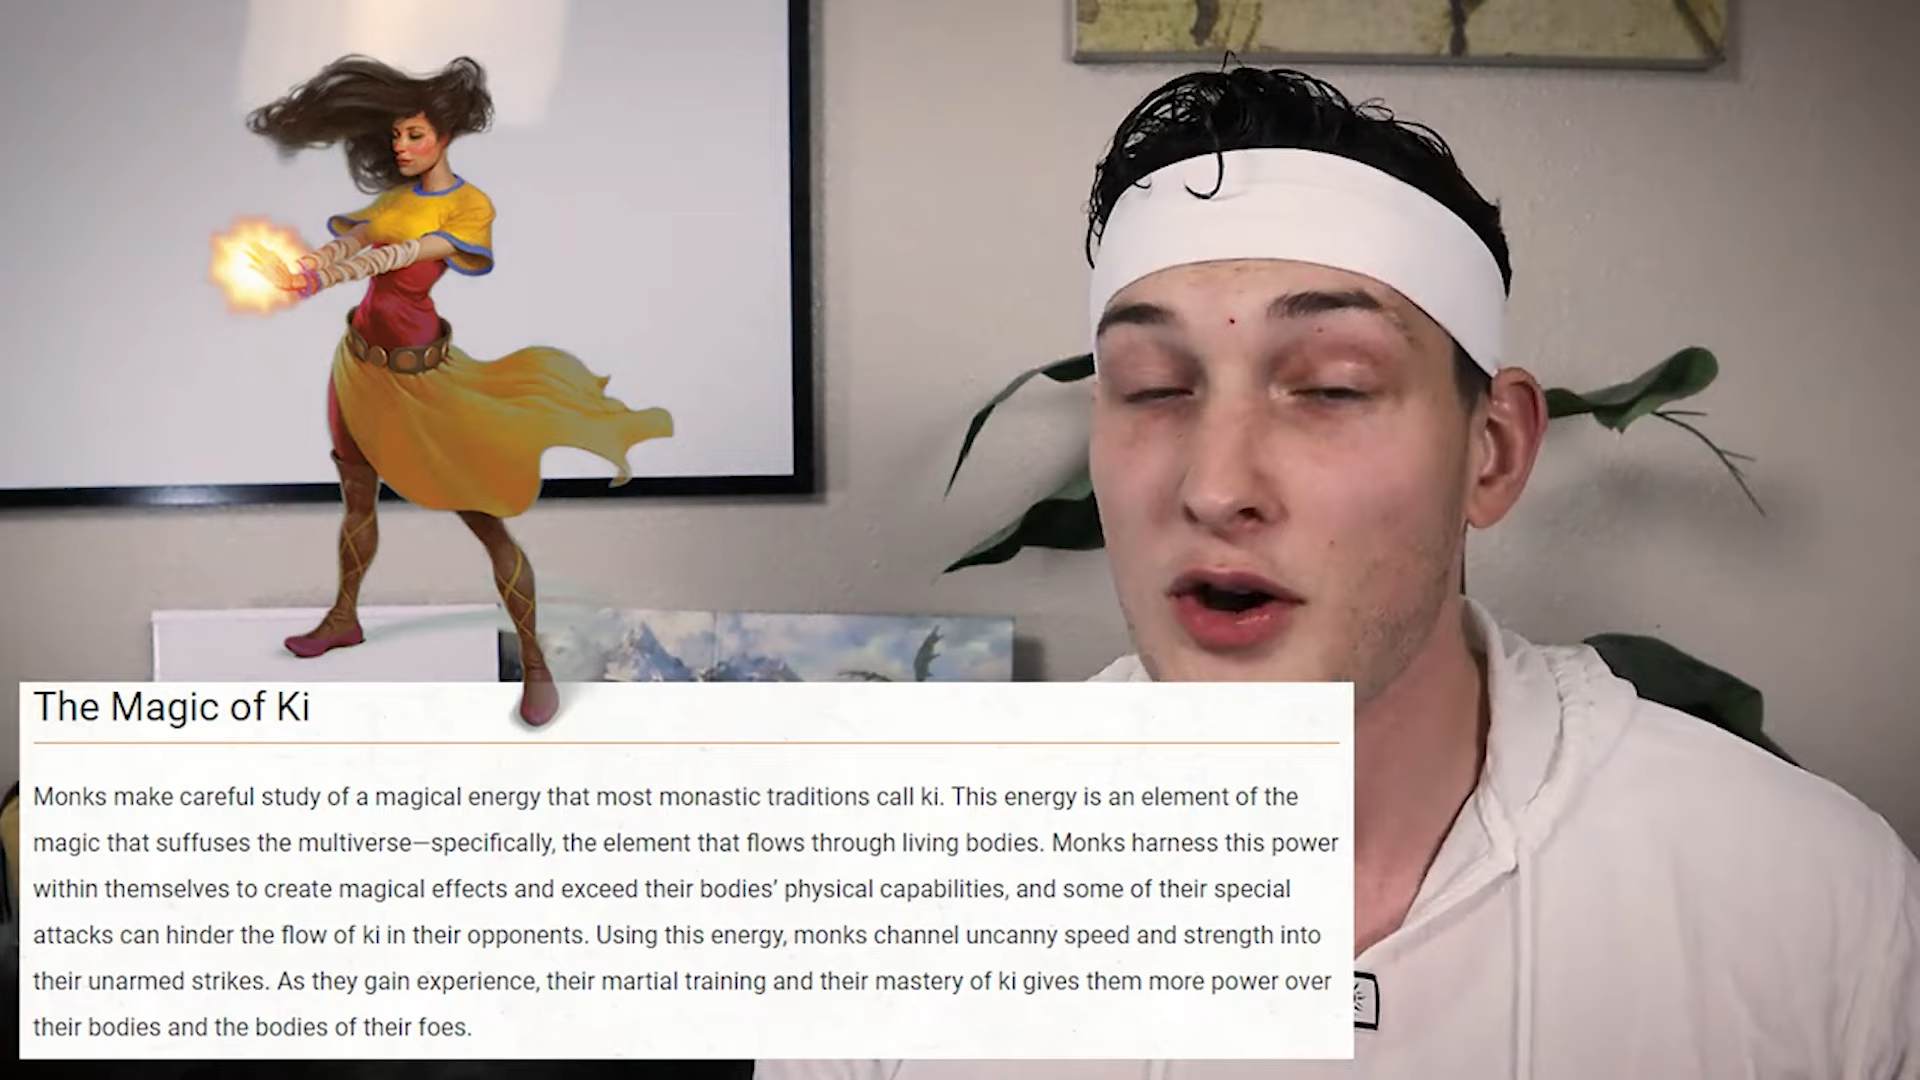 The Magic of Ki
Monks make careful study of a magical energy that most monastic traditions call ki. This energy is an element of the
magic that suffuses the multiverse—specifically, the element that flows through living bodies. Monks harness this power
within themselves to create magical effects and exceed their bodies’ physical capabilities, and some of their special
attacks can hinder the flow of ki in their opponents. Using this energy, monks channel uncanny speed and strength into
their unarmed strikes. As they gain experience, their martial training and their mastery of ki gives them more power over
their bodies and the bodies of their foes.